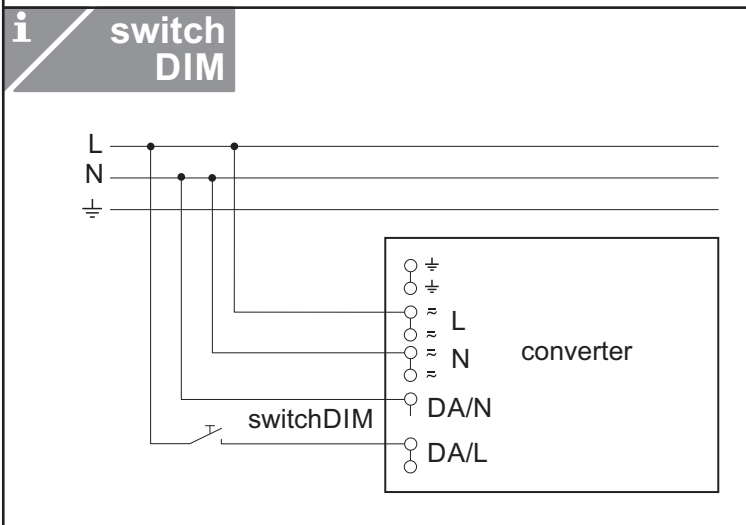 i
switch
DIM
L
N
⏚
⏚
⏚
≂
L
≂
≂
N
≂
converter
DA/N
switchDIM
DA/L